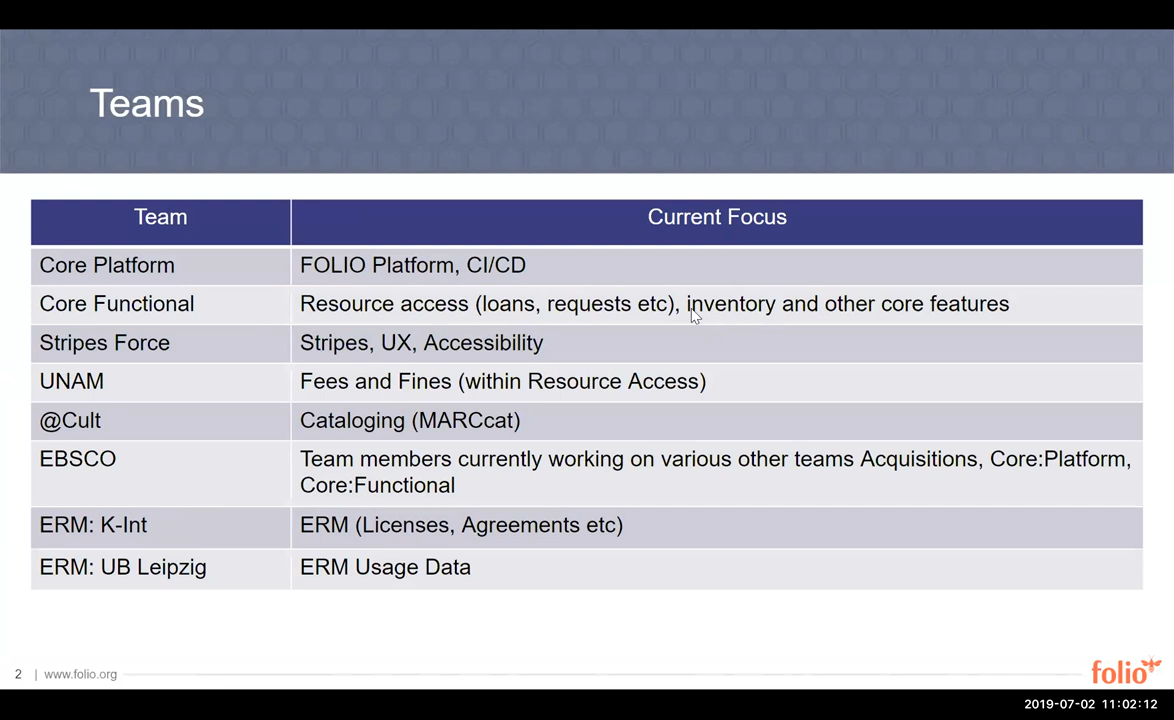 Teams
Team Current Focus
Core Platform FOLIO Platform, CI/CD
Core Functional Resource access (loans, requests etc), inventory and other core features
Stripes Force Stripes, UX, Accessibility
UNAM Fees and Fines (within Resource Access)
@Cult Cataloging (MARCcat)
EBSCO Team members currently working on various other teams Acquisitions, Core:Platform,
Core:Functional
ERM: K-Int ERM (Licenses, Agreements etc)
ERM: UB Leipzig ERM Usage Data
2 | www.folio.org
folio
2019-07-02 11:02:12